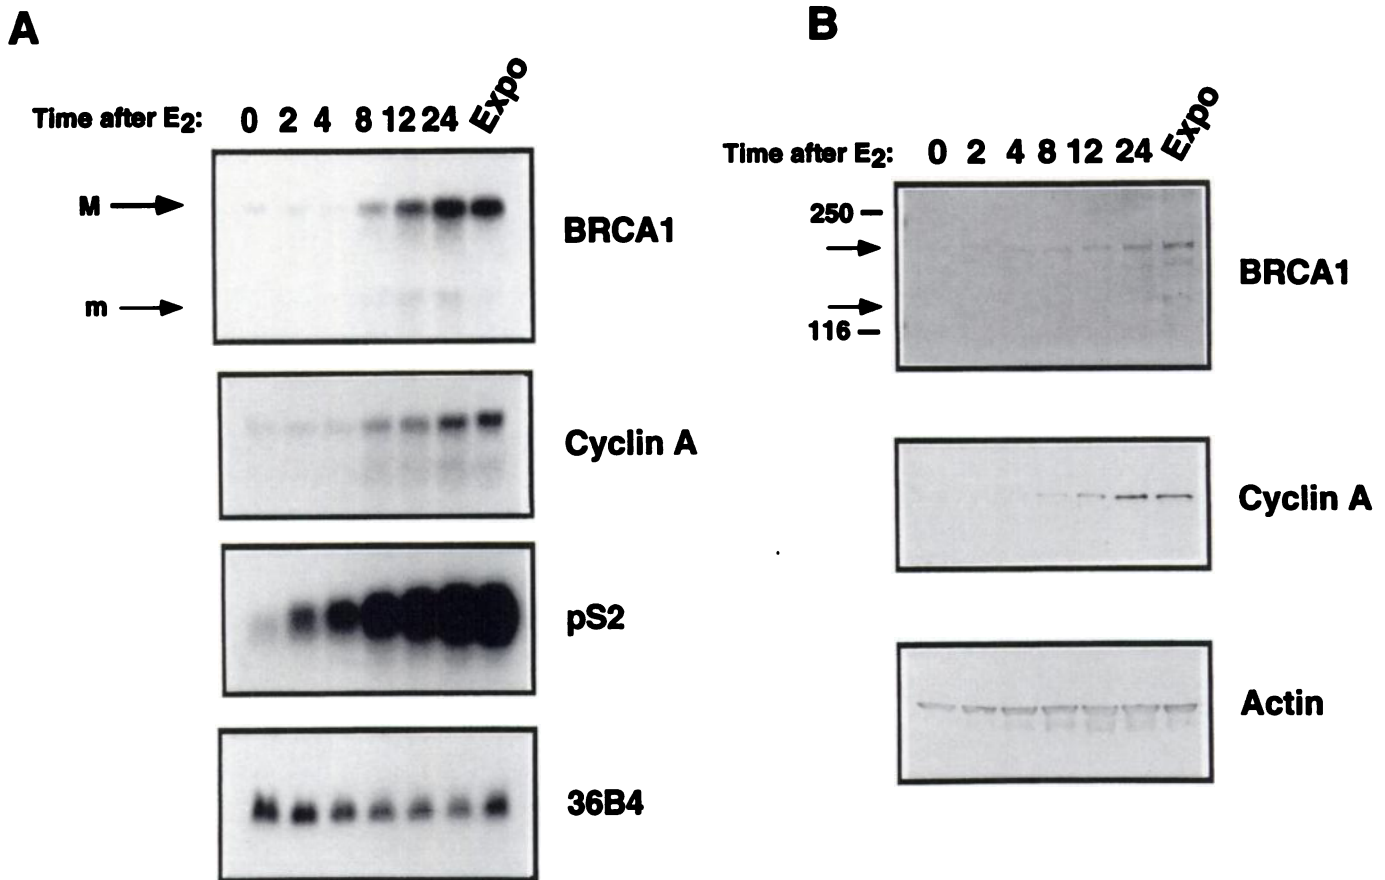 A
Time after E2: 0 2 4 8 12 24 Expo
M
BRCA1
m
Cyclin A
pS2
36B4
B
Time after E2: 0 2 4 8 12 24 Expo
250
BRCA1
116
Cyclin A
Actin